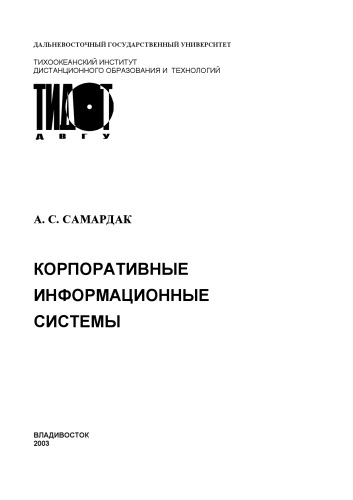 ДАЛЬНЕВОСТОЧНЫЙ ГОСУДАРСТВЕННЫЙ УНИВЕРСИТЕТ
ТИХООКЕАНСКИЙ ИНСТИТУТ
ДИСТАНЦИОННОГО ОБРАЗОВАНИЯ И ТЕХНОЛОГИЙ
ТИДОТ
ДВГУ
А. С. САМАРДАК
КОРПОРАТИВНЫЕ
ИНФОРМАЦИОННЫЕ
СИСТЕМЫ
ВЛАДИВОСТОК
2003